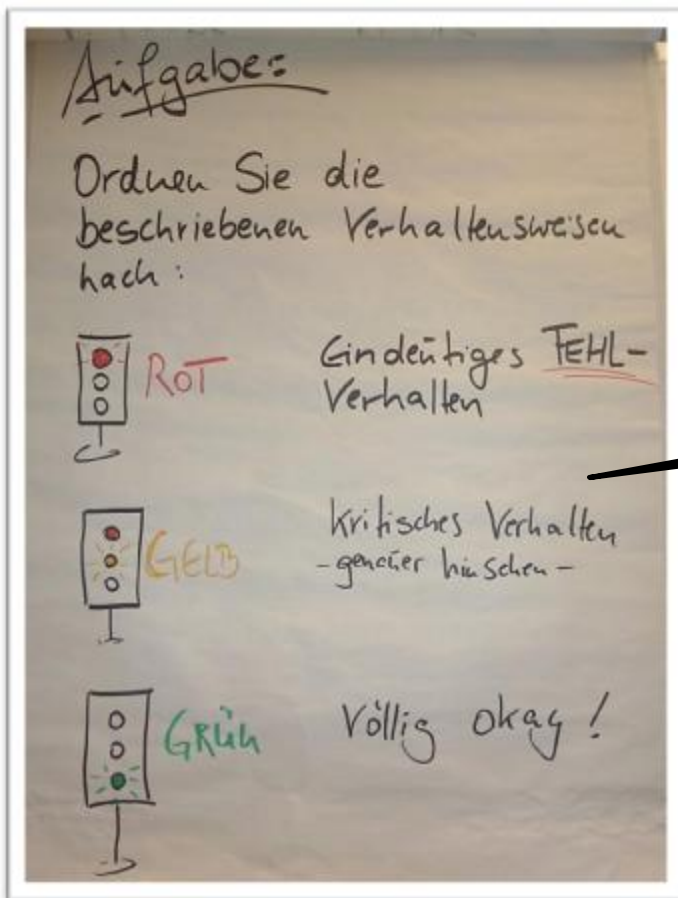 Aufgabe:
Ordnen Sie die
beschriebenen Verhaltensweisen
nach:
ROT Eindeutiges FEHL-
Verhalten
GELB kritisches Verhalten
- genauer hinsehen -
GRÜN Völlig okay!